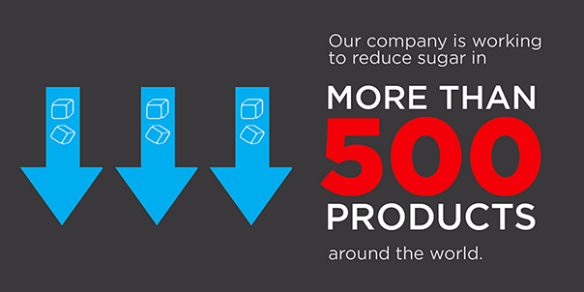 Our company is working
to reduce sugar in
MORE THAN
500
PRODUCTS
around the world.